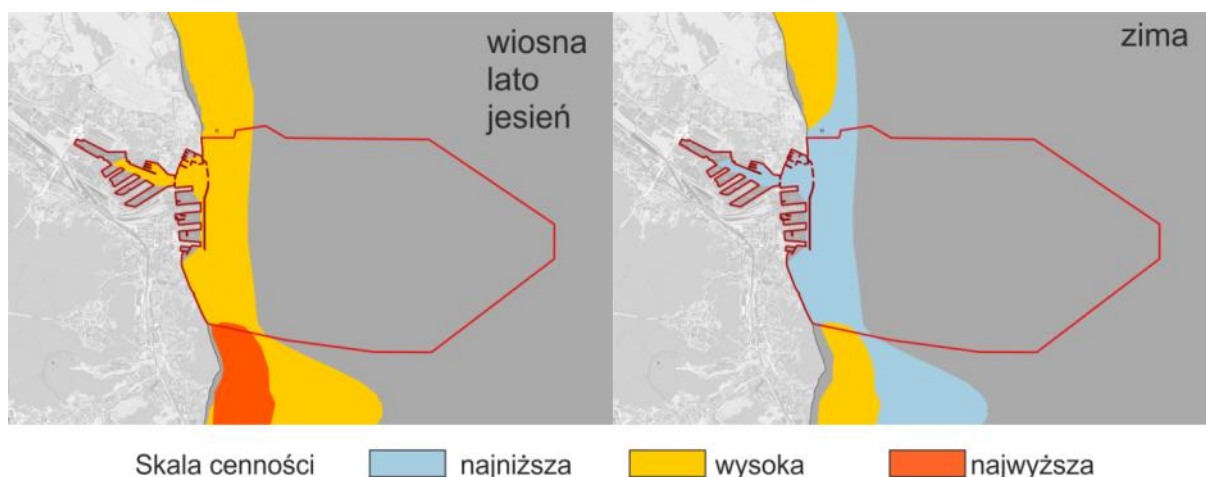 wiosna
lato
jesień
zima
Skala cenności najniższa wysoka najwyższa